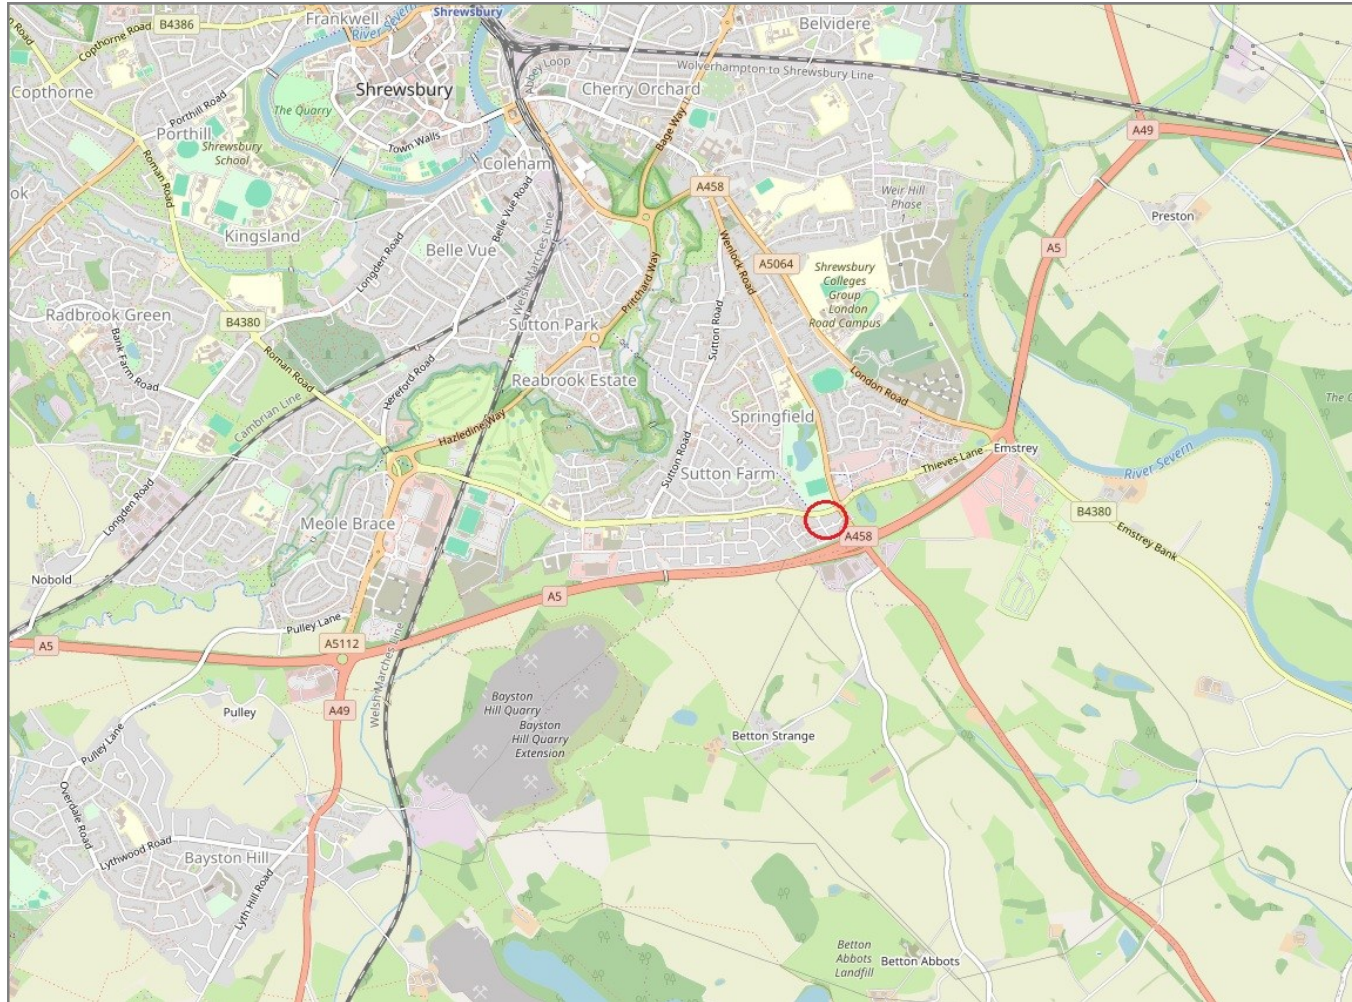 B4386
Frankwell
Shrewsbury
River Severn
Belvidere
Copthorne Road
Copthorne
Porthill Road
The Quarry
Shrewsbury
Abbey Loop
Cherry Orchard
Wolverhampton to Shrewsbury Line
A49
Porthill
Shrewsbury
School
Town Walls
Bage Way
Roman Road
Coleham
A458
Weir Hill
Phase
1
Preston
Kingsland
Longden Road
Belle Vue
Belle Vue Road
Welsh Marches Line
Pritchard Way
Wenlock Road
A5064
Shrewsbury
Colleges
Group
London
Road Campus
A5
Radbrook Green
B4380
Sutton Park
Sutton Road
Bank Farm Road
Roman Road
Hereford Road
Reabrook Estate
London Road
Cambrian Line
Hazledine Way
Springfield
Emstrey
River Severn
Thieves Lane
Sutton Road
Sutton Farm
Longden Road
Meole Brace
B4380
Emstrey Bank
A458
Nobold
A5
Pulley Lane
A5
A5112
Welsh Marches Line
Bayston
Hill Quarry
Bayston
Hill Quarry
Extension
Pulley
A49
Betton Strange
Pulley Lane
Overdale Road
Lythwood Road
Bayston Hill
Lyth Hill Road
Betton
Abbots
Landfill
Betton Abbots